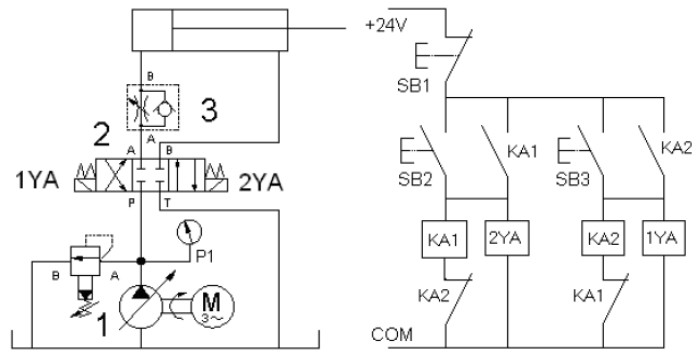 +24V
SB1
B
3
2
A
A
B
1YA
2YA
P
T
KA1
KA2
SB2
SB3
KA1
2YA
KA2
1YA
P1
B
A
1
M
3~
KA2
KA1
COM